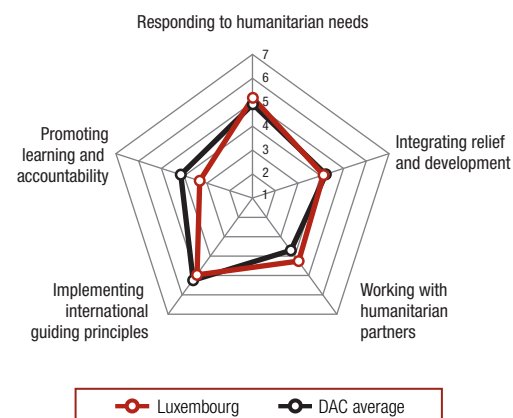 Responding to humanitarian needs
7
6
5
4
3
2
1
Integrating relief
and development
Promoting
learning and
accountability
Working with
humanitarian
partners
Implementing
international
guiding principles
Luxembourg DAC average